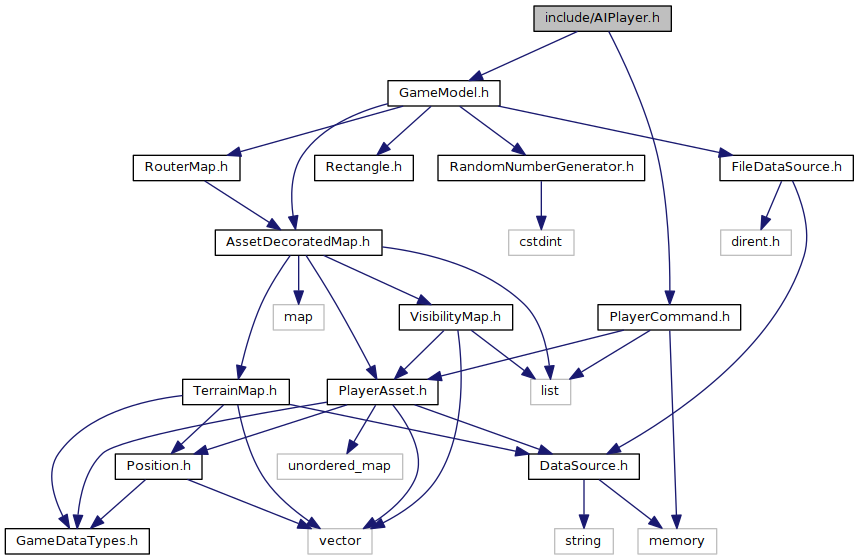 include/AIPlayer.h
GameModel.h
RouterMap.h
Rectangle.h
RandomNumberGenerator.h
FileDataSource.h
AssetDecoratedMap.h
cstdint
dirent.h
map
VisibilityMap.h
PlayerCommand.h
TerrainMap.h
PlayerAsset.h
list
Position.h
unordered_map
DataSource.h
GameDataTypes.h
vector
string
memory